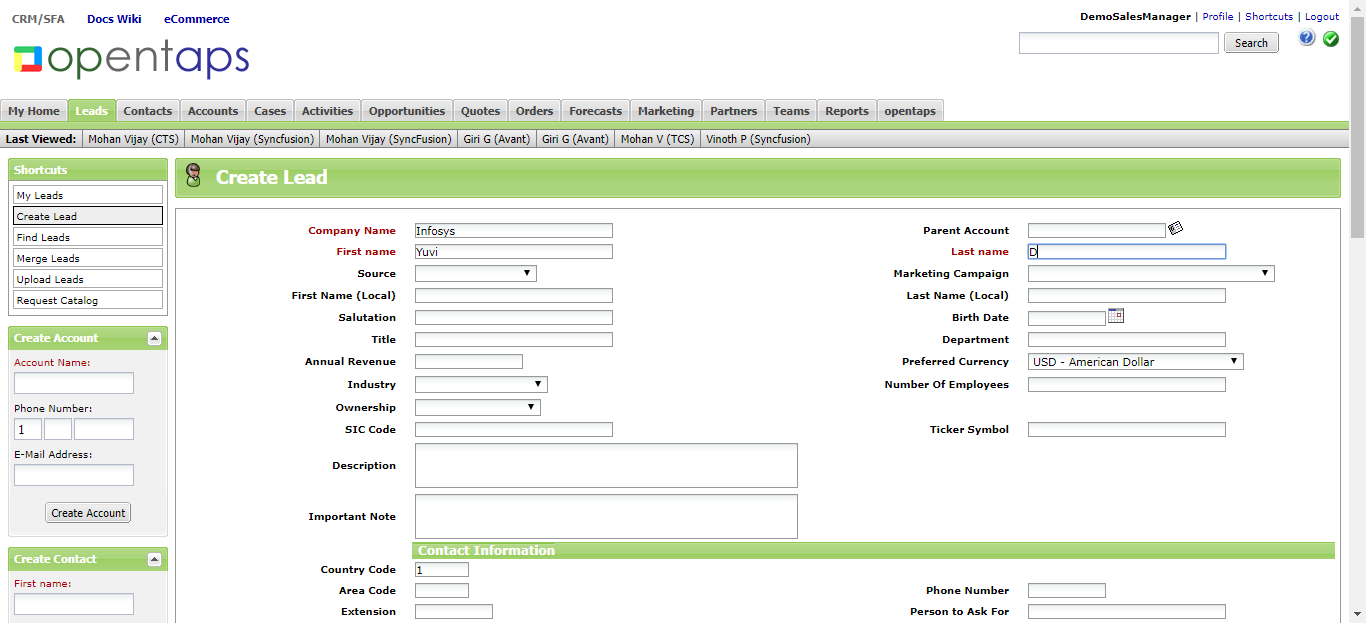 CRM/SFA Docs Wiki eCommerce
DemoSalesManager | Profile | Shortcuts | Logout
opentaps
Search
My Home Leads Contacts Accounts Cases Activities Opportunities Quotes Orders Forecasts Marketing Partners Teams Reports opentaps
Last Viewed: Mohan Vijay (CTS) Mohan Vijay (Syncfusion) Mohan Vijay (SyncFusion) Giri G (Avant) Giri G (Avant) Mohan V (TCS) Vinoth P (Syncfusion)
Shortcuts
My Leads
Create Lead
Find Leads
Merge Leads
Upload Leads
Request Catalog
Create Account
Account Name:
Phone Number:
1
E-Mail Address:
Create Account
Create Contact
First name:
Create Lead
Company Name Infosys Parent Account
First name Yuvi Last name D
Source Marketing Campaign
First Name (Local) Last Name (Local)
Salutation Birth Date
Title Department
Annual Revenue Preferred Currency USD - American Dollar
Industry Number Of Employees
Ownership
SIC Code Ticker Symbol
Description
Important Note
Contact Information
Country Code 1
Area Code Phone Number
Extension Person to Ask For